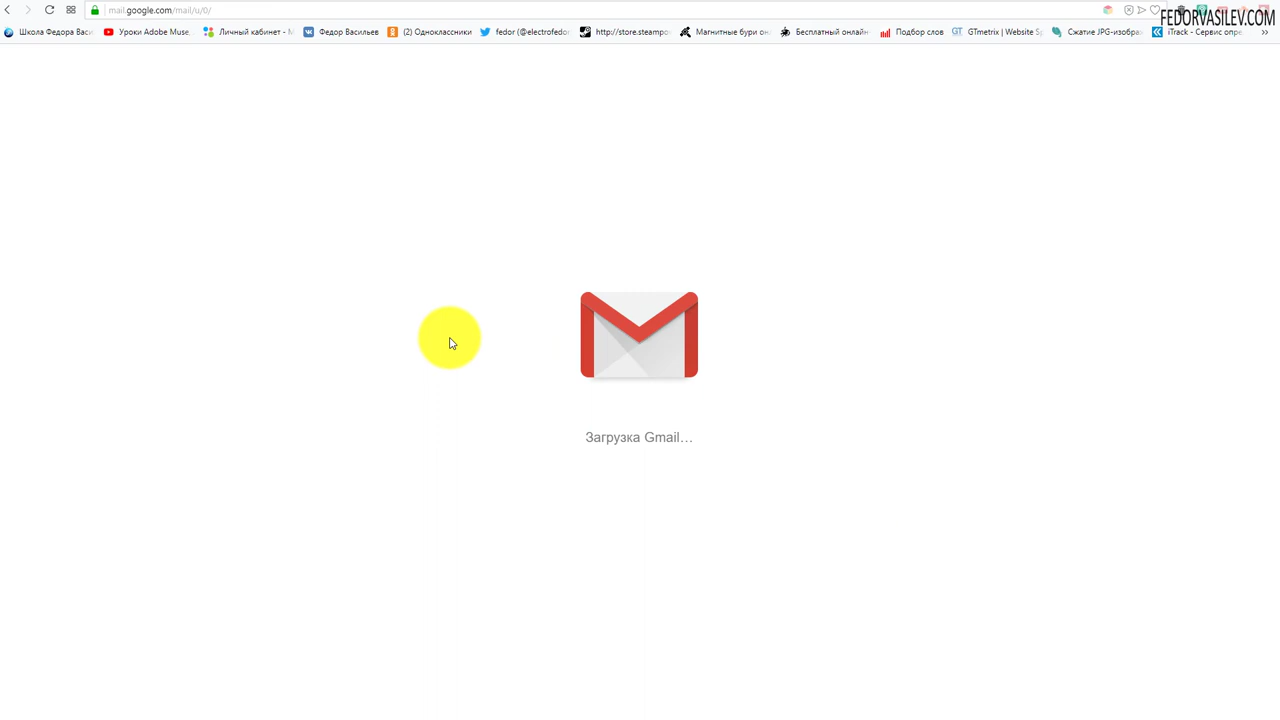 mail.google.com/mail/u/0/
FEDORVASILEV.COM
Школа Федора Васи
Уроки Adobe Muse.
Личный кабинет - М
Федор Васильев
(2) Одноклассники
fedor (@electrofedor
http://store.steampo
Магнитные бури он
Бесплатный онлайн
Подбор слов
GTmetrix | Website Sp
Сжатие JPG-изобра
iTrack - Сервис опре
Загрузка Gmail...